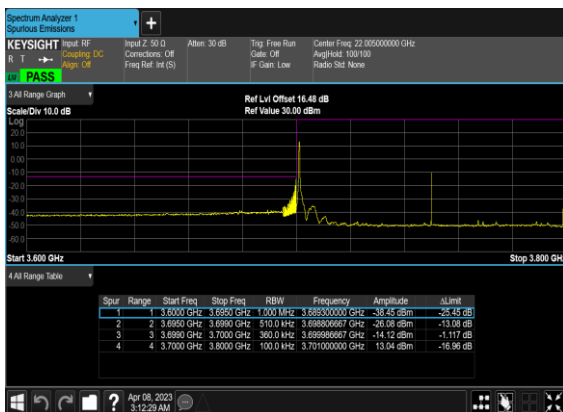 Spectrum Analyzer 1
Spurious Emissions
KEYSIGHT Input: RF Input Z: 50 Ω Atten: 30 dB Trig: Free Run Center Freq: 22.005000000 GHz
R T Coupling: DC Corrections: Off Gate: Off Avg|Hold: 100/100
Align: Off Freq Ref: Int (S) IF Gain: Low Radio Std: None
PASS
3 All Range Graph
Ref Lvl Offset 16.48 dB
Scale/Div 10.0 dB Ref Value 30.00 dBm
Log
20.0
10.0
0.00
-10.0
-20.0
-30.0
-40.0
-50.0
-60.0
Start 3.600 GHz Stop 3.800 GHz
4 All Range Table
Spur Range Start Freq Stop Freq RBW Frequency Amplitude ΔLimit
1 1 3.6000 GHz 3.6950 GHz 1.000 MHz 3.689300000 GHz -38.45 dBm -25.45 dB
2 2 3.6950 GHz 3.6990 GHz 510.0 kHz 3.698806667 GHz -26.08 dBm -13.08 dB
3 3 3.6990 GHz 3.7000 GHz 360.0 kHz 3.699986667 GHz -14.12 dBm -1.117 dB
4 4 3.7000 GHz 3.8000 GHz 100.0 kHz 3.701000000 GHz 13.04 dBm -16.96 dB
Apr 08, 2023
3:12:29 AM